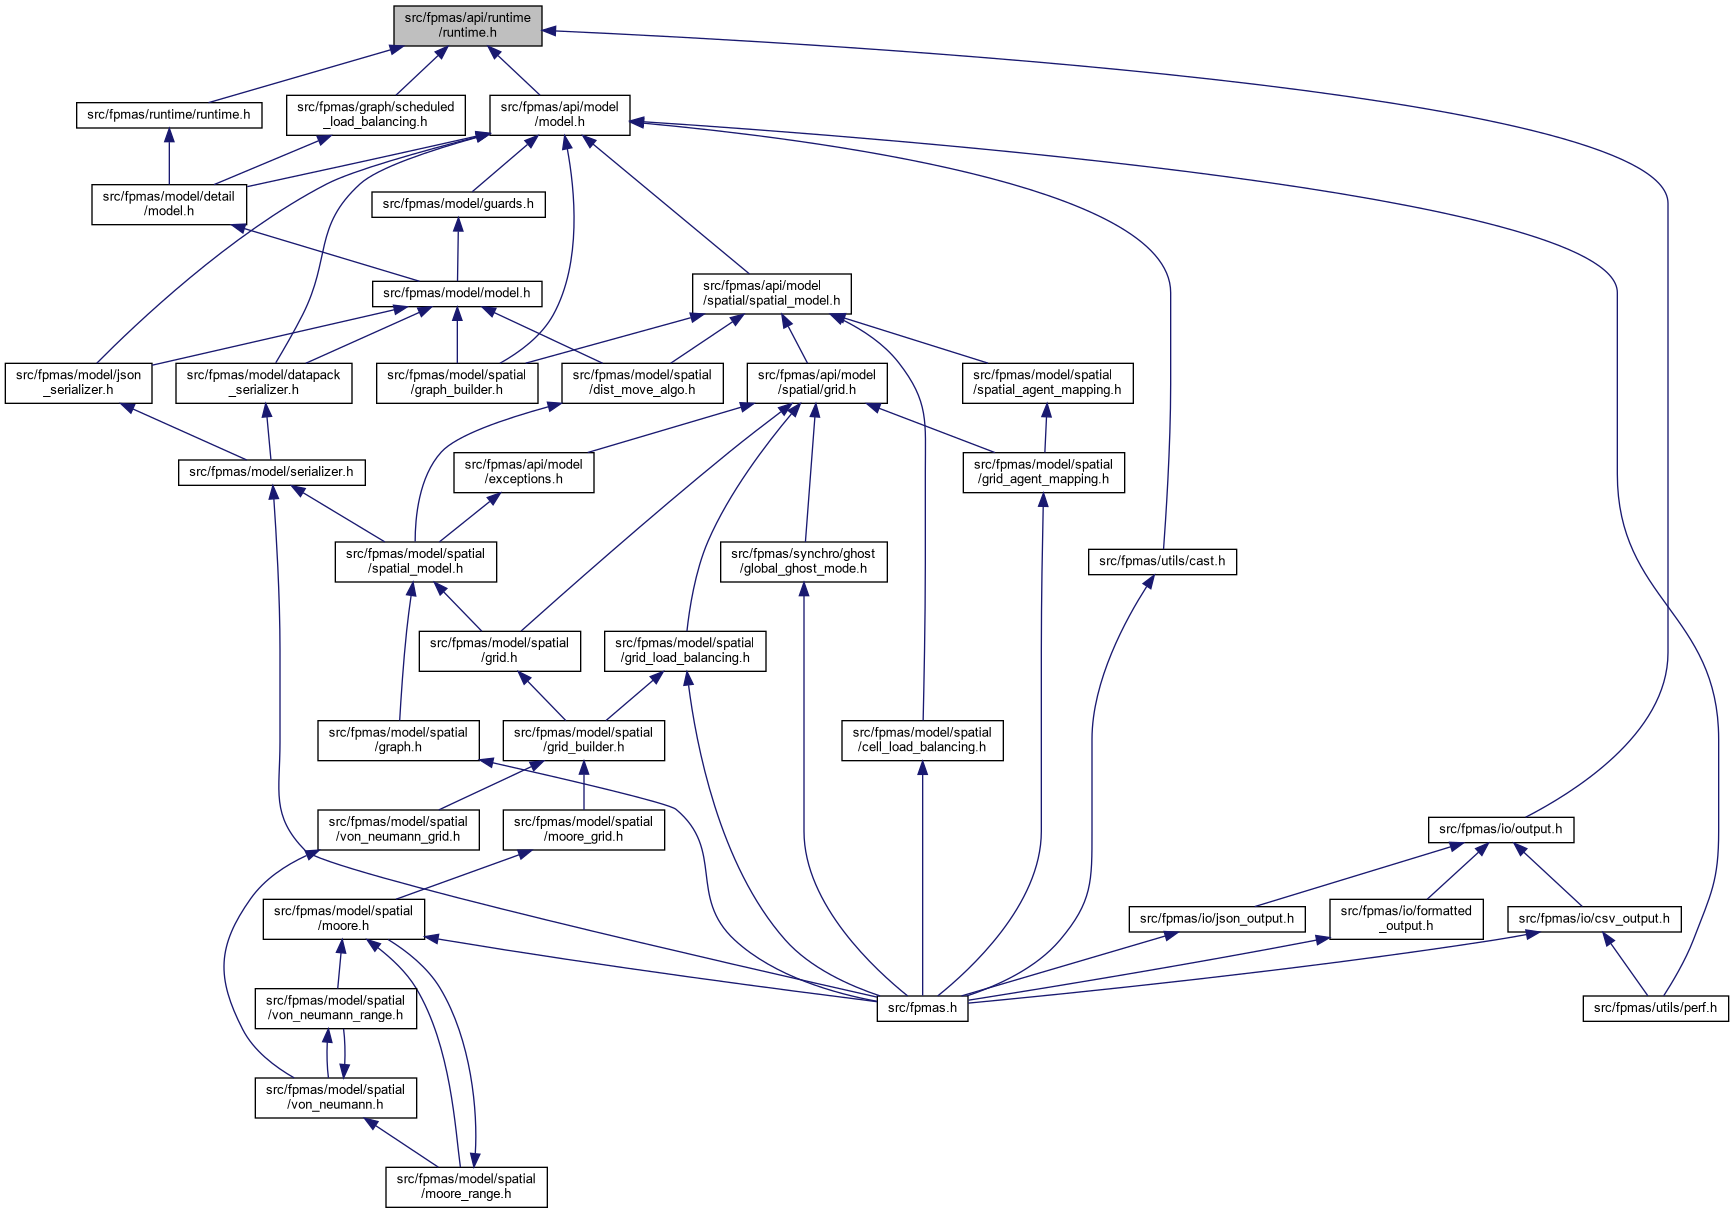 src/fpmas/api/runtime
/runtime.h
src/fpmas/runtime/runtime.h
src/fpmas/graph/scheduled
_load_balancing.h
src/fpmas/api/model
/model.h
src/fpmas/model/detail
/model.h
src/fpmas/model/guards.h
src/fpmas/model/model.h
src/fpmas/api/model
/spatial/spatial_model.h
src/fpmas/model/json
_serializer.h
src/fpmas/model/datapack
_serializer.h
src/fpmas/model/spatial
/graph_builder.h
src/fpmas/model/spatial
/dist_move_algo.h
src/fpmas/api/model
/spatial/grid.h
src/fpmas/model/spatial
/spatial_agent_mapping.h
src/fpmas/model/serializer.h
src/fpmas/api/model
/exceptions.h
src/fpmas/model/spatial
/grid_agent_mapping.h
src/fpmas/model/spatial
/spatial_model.h
src/fpmas/synchro/ghost
/global_ghost_mode.h
src/fpmas/utils/cast.h
src/fpmas/model/spatial
/grid.h
src/fpmas/model/spatial
/grid_load_balancing.h
src/fpmas/model/spatial
/graph.h
src/fpmas/model/spatial
/grid_builder.h
src/fpmas/model/spatial
/cell_load_balancing.h
src/fpmas/model/spatial
/von_neumann_grid.h
src/fpmas/model/spatial
/moore_grid.h
src/fpmas/io/output.h
src/fpmas/model/spatial
/moore.h
src/fpmas/io/json_output.h
src/fpmas/io/formatted
_output.h
src/fpmas/io/csv_output.h
src/fpmas/model/spatial
/von_neumann_range.h
src/fpmas.h
src/fpmas/utils/perf.h
src/fpmas/model/spatial
/von_neumann.h
src/fpmas/model/spatial
/moore_range.h